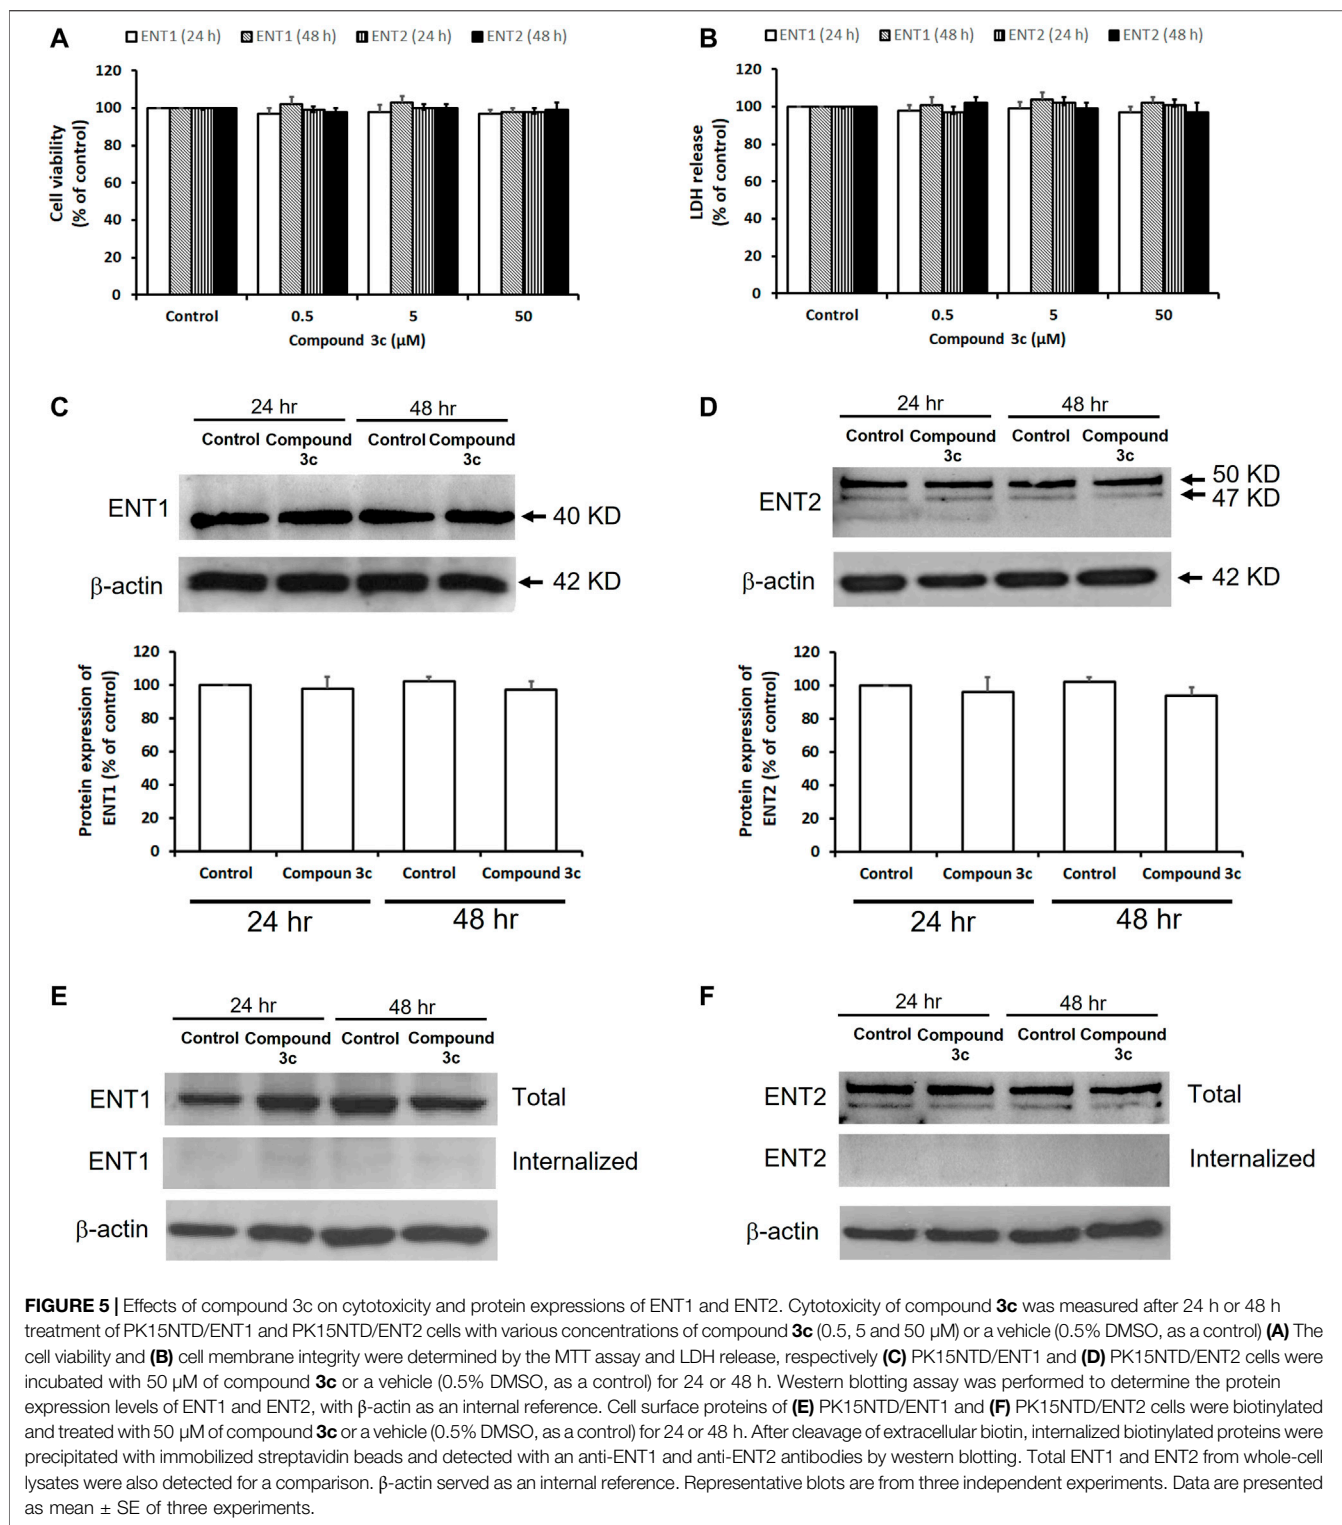 A
ENT1 (24 h) ENT1 (48 h) ENT2 (24 h) ENT2 (48 h)
120
100
80
60
40
20
0
Cell viability
(% of control)
Control 0.5 5 50
Compound 3c (µM)
B
ENT1 (24 h) ENT1 (48 h) ENT2 (24 h) ENT2 (48 h)
120
100
80
60
40
20
0
LDH release
(% of control)
Control 0.5 5 50
Compound 3c (µM)
C
24 hr 48 hr
Control Compound Control Compound
3c 3c
ENT1
40 KD
β-actin
42 KD
120
100
80
60
40
20
0
Protein expression of
ENT1 (% of control)
Control Compoun 3c Control Compound 3c
24 hr 48 hr
D
24 hr 48 hr
Control Compound Control Compound
3c 3c
ENT2
50 KD
47 KD
β-actin
42 KD
120
100
80
60
40
20
0
Protein expression of
ENT2 (% of control)
Control Compoun 3c Control Compound 3c
24 hr 48 hr
E
24 hr 48 hr
Control Compound Control Compound
3c 3c
ENT1 Total
ENT1 Internalized
β-actin
F
24 hr 48 hr
Control Compound Control Compound
3c 3c
ENT2 Total
ENT2 Internalized
β-actin
FIGURE 5 | Effects of compound 3c on cytotoxicity and protein expressions of ENT1 and ENT2. Cytotoxicity of compound 3c was measured after 24 h or 48 h
treatment of PK15NTD/ENT1 and PK15NTD/ENT2 cells with various concentrations of compound 3c (0.5, 5 and 50 µM) or a vehicle (0.5% DMSO, as a control) (A) The
cell viability and (B) cell membrane integrity were determined by the MTT assay and LDH release, respectively (C) PK15NTD/ENT1 and (D) PK15NTD/ENT2 cells were
incubated with 50 µM of compound 3c or a vehicle (0.5% DMSO, as a control) for 24 or 48 h. Western blotting assay was performed to determine the protein
expression levels of ENT1 and ENT2, with β-actin as an internal reference. Cell surface proteins of (E) PK15NTD/ENT1 and (F) PK15NTD/ENT2 cells were biotinylated
and treated with 50 µM of compound 3c or a vehicle (0.5% DMSO, as a control) for 24 or 48 h. After cleavage of extracellular biotin, internalized biotinylated proteins were
precipitated with immobilized streptavidin beads and detected with an anti-ENT1 and anti-ENT2 antibodies by western blotting. Total ENT1 and ENT2 from whole-cell
lysates were also detected for a comparison. β-actin served as an internal reference. Representative blots are from three independent experiments. Data are presented
as mean ± SE of three experiments.